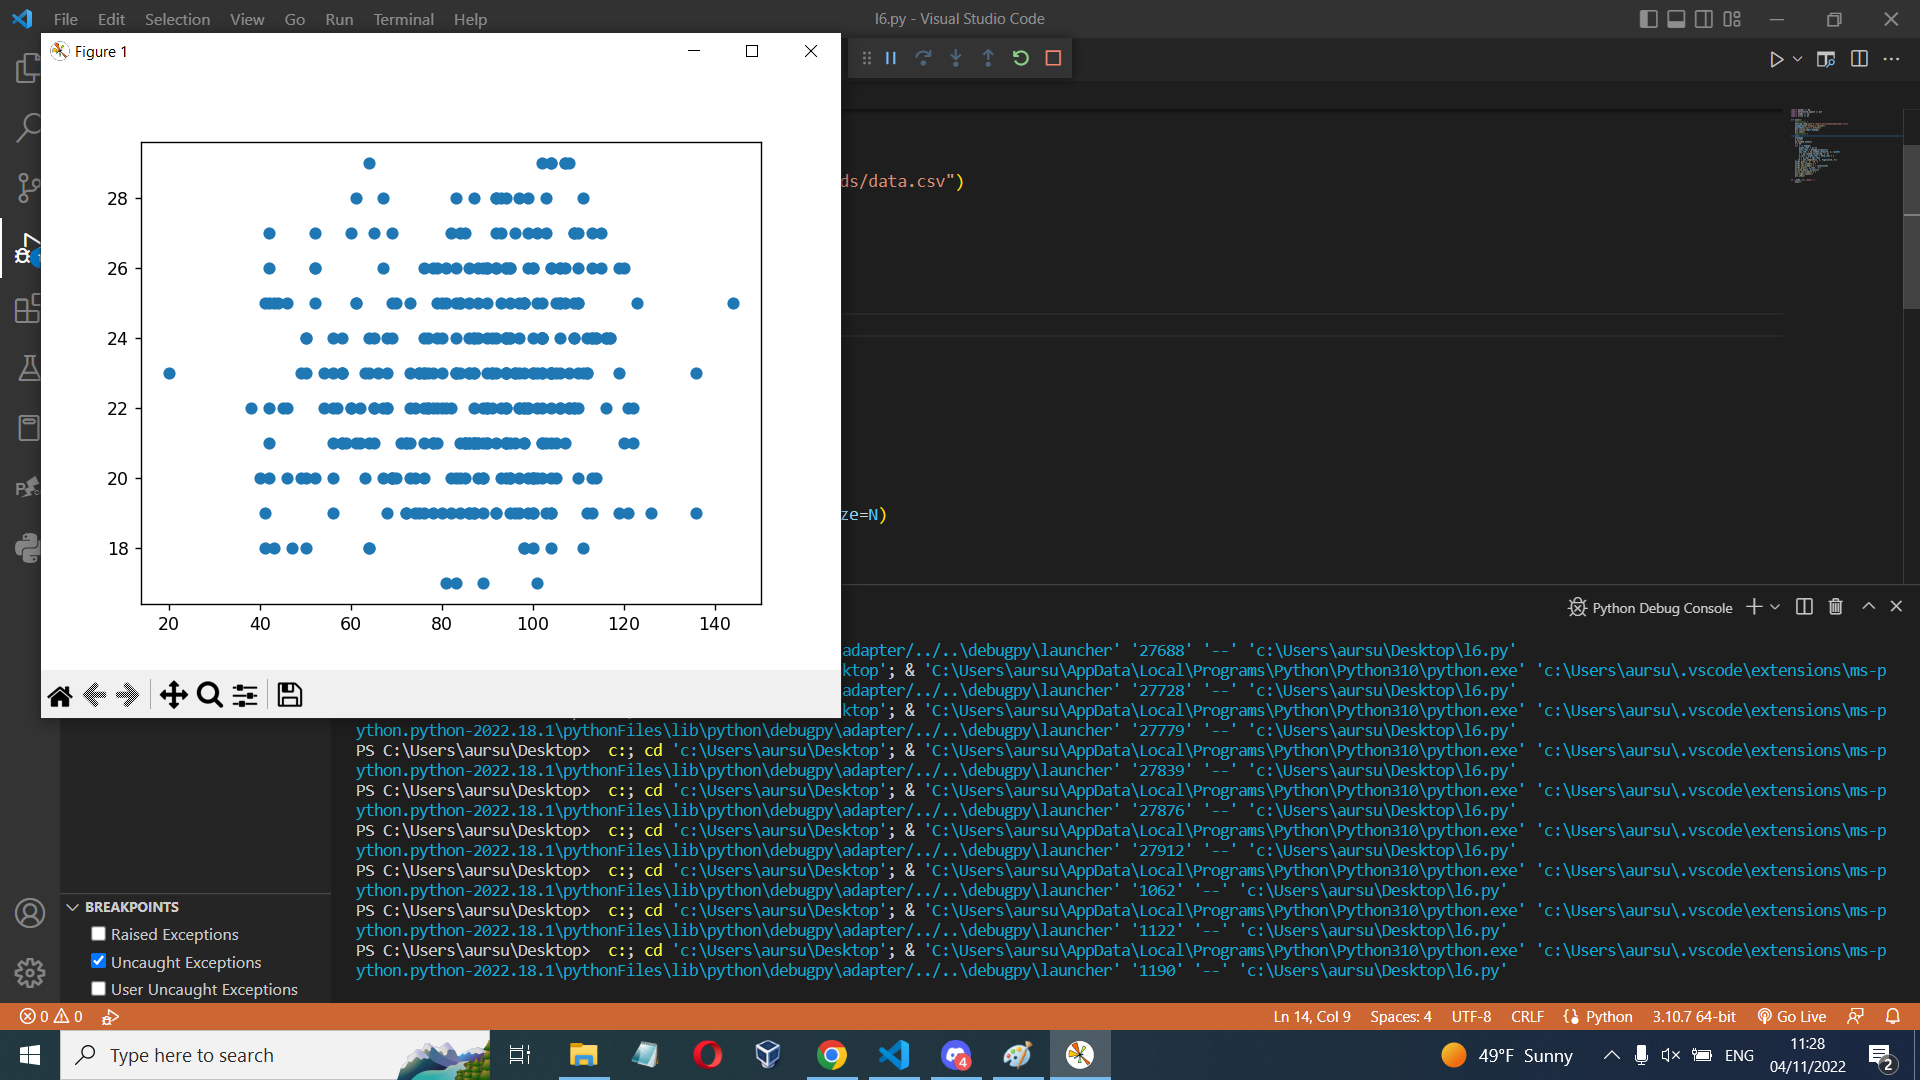 File Edit Selection View Go Run Terminal Help
l6.py - Visual Studio Code
Figure 1
28
26
24
22
20
18
20 40 60 80 100 120 140
ds/data.csv")
ze=N)
Python Debug Console
adapter/../..\debugpy\launcher' '27688' '--' 'c:\Users\aursu\Desktop\l6.py'
ktop'; & 'C:\Users\aursu\AppData\Local\Programs\Python\Python310\python.exe' 'c:\Users\aursu\.vscode\extensions\ms-p
adapter/../..\debugpy\launcher' '27728' '--' 'c:\Users\aursu\Desktop\l6.py'
ktop'; & 'C:\Users\aursu\AppData\Local\Programs\Python\Python310\python.exe' 'c:\Users\aursu\.vscode\extensions\ms-p
ython.python-2022.18.1\pythonFiles\lib\python\debugpy\adapter/../..\debugpy\launcher' '27779' '--' 'c:\Users\aursu\Desktop\l6.py'
PS C:\Users\aursu\Desktop>  c:; cd 'c:\Users\aursu\Desktop'; & 'C:\Users\aursu\AppData\Local\Programs\Python\Python310\python.exe' 'c:\Users\aursu\.vscode\extensions\ms-p
ython.python-2022.18.1\pythonFiles\lib\python\debugpy\adapter/../..\debugpy\launcher' '27839' '--' 'c:\Users\aursu\Desktop\l6.py'
PS C:\Users\aursu\Desktop>  c:; cd 'c:\Users\aursu\Desktop'; & 'C:\Users\aursu\AppData\Local\Programs\Python\Python310\python.exe' 'c:\Users\aursu\.vscode\extensions\ms-p
ython.python-2022.18.1\pythonFiles\lib\python\debugpy\adapter/../..\debugpy\launcher' '27876' '--' 'c:\Users\aursu\Desktop\l6.py'
PS C:\Users\aursu\Desktop>  c:; cd 'c:\Users\aursu\Desktop'; & 'C:\Users\aursu\AppData\Local\Programs\Python\Python310\python.exe' 'c:\Users\aursu\.vscode\extensions\ms-p
ython.python-2022.18.1\pythonFiles\lib\python\debugpy\adapter/../..\debugpy\launcher' '27912' '--' 'c:\Users\aursu\Desktop\l6.py'
PS C:\Users\aursu\Desktop>  c:; cd 'c:\Users\aursu\Desktop'; & 'C:\Users\aursu\AppData\Local\Programs\Python\Python310\python.exe' 'c:\Users\aursu\.vscode\extensions\ms-p
ython.python-2022.18.1\pythonFiles\lib\python\debugpy\adapter/../..\debugpy\launcher' '1062' '--' 'c:\Users\aursu\Desktop\l6.py'
PS C:\Users\aursu\Desktop>  c:; cd 'c:\Users\aursu\Desktop'; & 'C:\Users\aursu\AppData\Local\Programs\Python\Python310\python.exe' 'c:\Users\aursu\.vscode\extensions\ms-p
ython.python-2022.18.1\pythonFiles\lib\python\debugpy\adapter/../..\debugpy\launcher' '1122' '--' 'c:\Users\aursu\Desktop\l6.py'
PS C:\Users\aursu\Desktop>  c:; cd 'c:\Users\aursu\Desktop'; & 'C:\Users\aursu\AppData\Local\Programs\Python\Python310\python.exe' 'c:\Users\aursu\.vscode\extensions\ms-p
ython.python-2022.18.1\pythonFiles\lib\python\debugpy\adapter/../..\debugpy\launcher' '1190' '--' 'c:\Users\aursu\Desktop\l6.py'
BREAKPOINTS
Raised Exceptions
Uncaught Exceptions
User Uncaught Exceptions
0 0
Ln 14, Col 9 Spaces: 4 UTF-8 CRLF Python 3.10.7 64-bit Go Live
Type here to search
4
49°F Sunny
ENG
11:28
04/11/2022
2